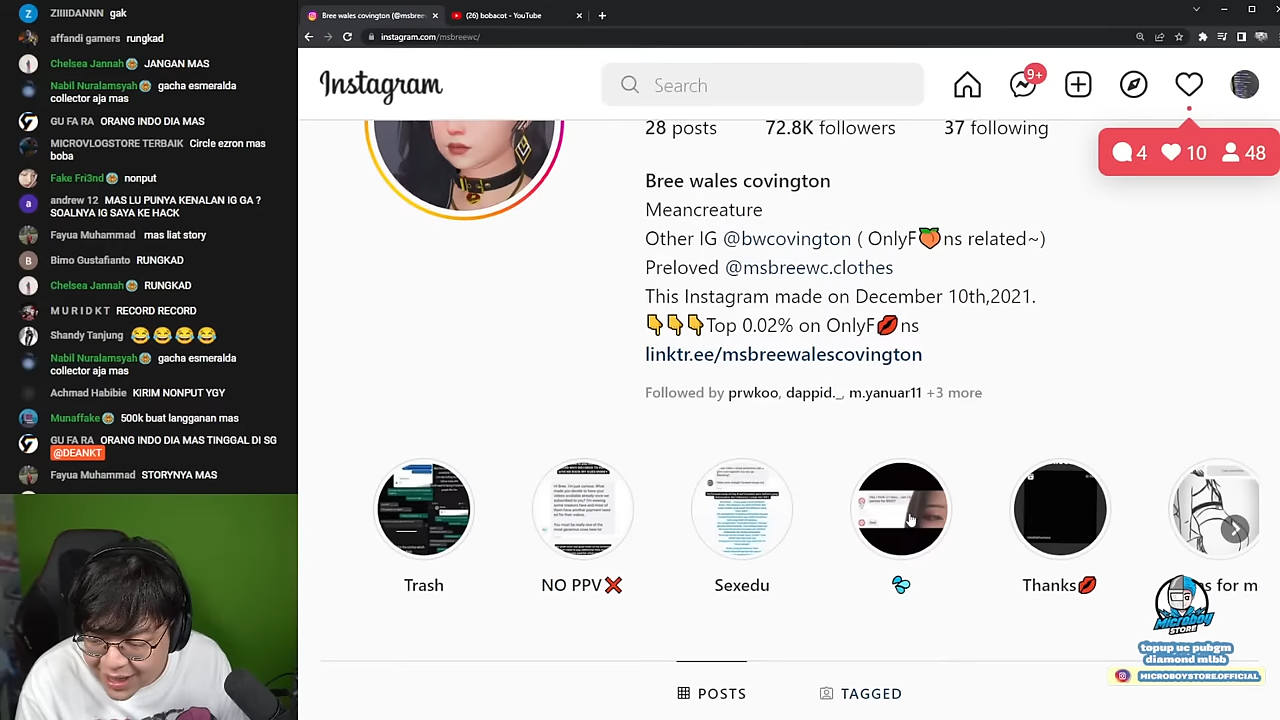 ZIIIIDANNN gak
affandi gamers rungkad
Chelsea Jannah JANGAN MAS
Nabil Nuralamsyah gacha esmeralda
collector aja mas
GU FA RA ORANG INDO DIA MAS
MICROVLOGSTORE TERBAIK Circle ezron mas
boba
Fake Fri3nd nonput
andrew 12 MAS LU PUNYA KENALAN IG GA ?
SOALNYA IG SAYA KE HACK
Fayua Muhammad mas liat story
Bimo Gustafianto RUNGKAD
Chelsea Jannah RUNGKAD
M U R I D K T RECORD RECORD
Shandy Tanjung 😂😂😂😂
Nabil Nuralamsyah gacha esmeralda
collector aja mas
Achmad Habibie KIRIM NONPUT YGY
Munaffake 500k buat langganan mas
GU FA RA ORANG INDO DIA MAS TINGGAL DI SG
@DEANKT
Fayua Muhammad STORYNYA MAS
Bree wales covington (@msbree
(26) bobacot - YouTube
instagram.com/msbreewc/
Instagram
Search
9+
4 10 48
28 posts 72.8K followers 37 following
Bree wales covington
Meancreature
Other IG @bwcovington ( OnlyF🍑ns related~)
Preloved @msbreewc.clothes
This Instagram made on December 10th,2021.
👇👇👇Top 0.02% on OnlyF💋ns
linktr.ee/msbreewalescovington
Followed by prwkoo, dappid._, m.yanuar11 +3 more
Trash NO PPV❌ Sexedu 💦 Thanks💋 s for m
MICROBOY
STORE
topup uc pubgm
diamond mlbb
MICROBOYSTORE.OFFICIAL
POSTS TAGGED